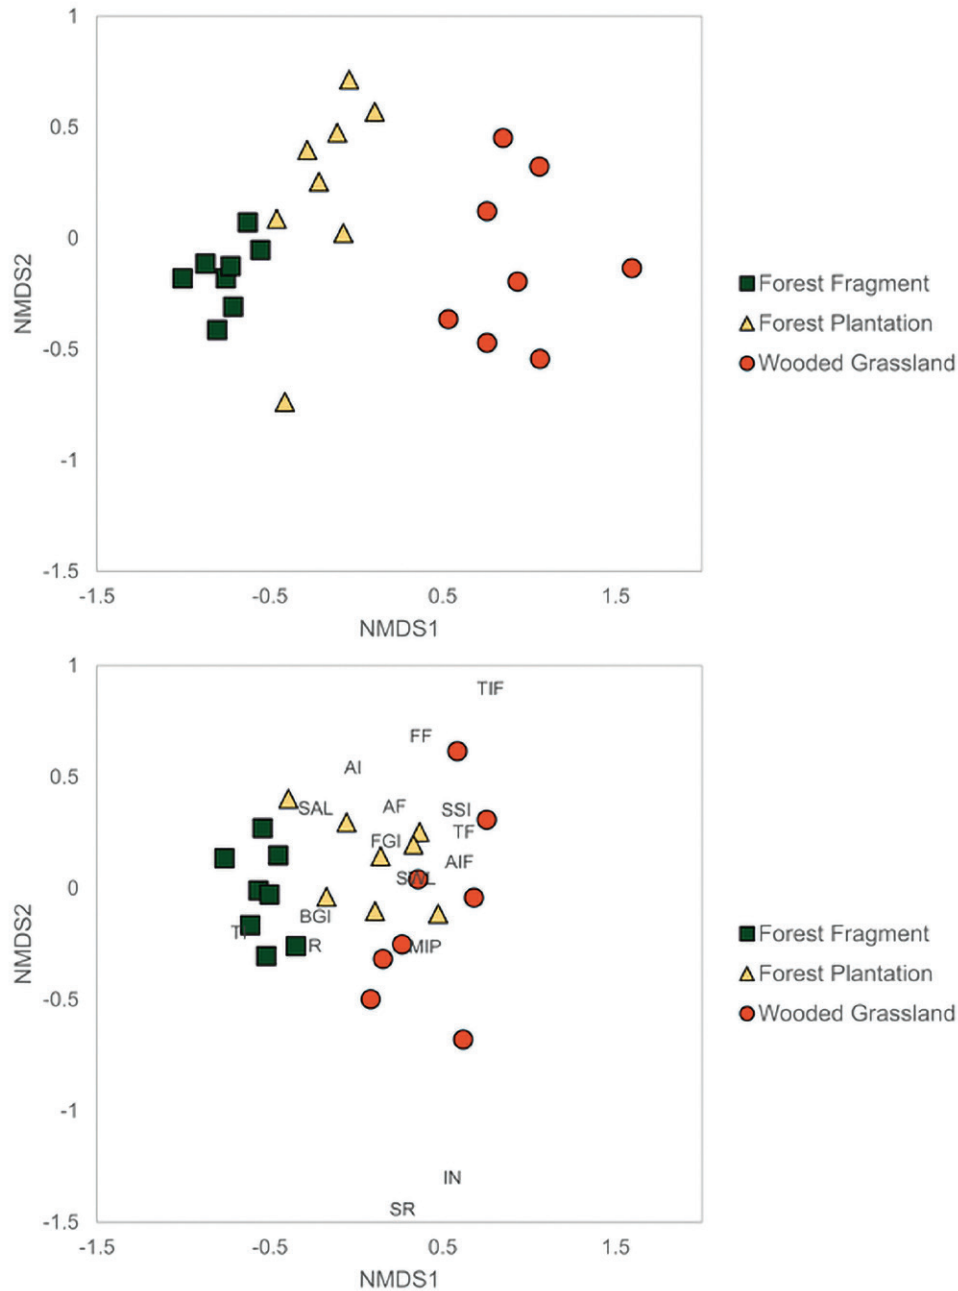 1
0.5
0
-0.5
-1
-1.5
-1.5 -0.5 0.5 1.5
NMDS2
NMDS1
Forest Fragment
Forest Plantation
Wooded Grassland
1
0.5
0
-0.5
-1
-1.5
-1.5 -0.5 0.5 1.5
NMDS2
NMDS1
TIF
FF
AI
SAL AF SSI
TF
FGI
AIF
SWL
BGI
R MIP
IN
SR
Forest Fragment
Forest Plantation
Wooded Grassland